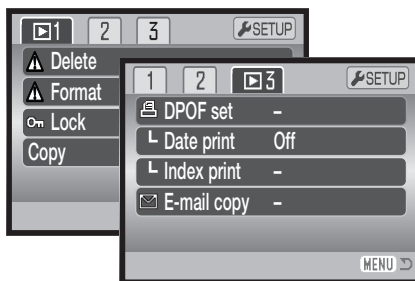 1 2 3 SETUP
Delete
Format
Lock
Copy
1 2 3 SETUP
DPOF set –
Date print Off
Index print –
E-mail copy –
MENU